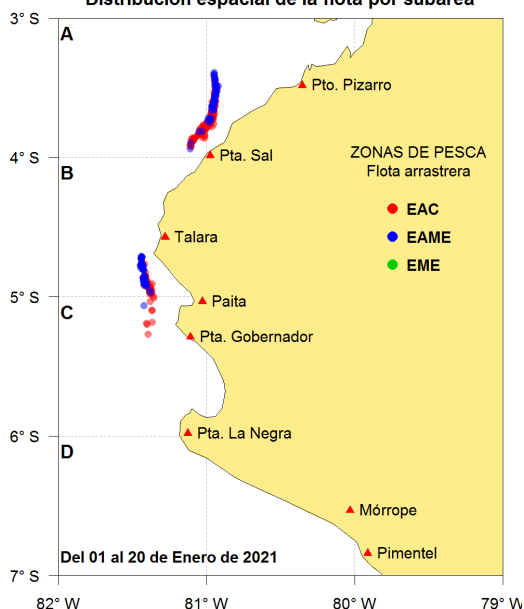 Distribución espacial de la flota por subárea
3° S
A
Pto. Pizarro
ZONAS DE PESCA
Flota arrastrera
4° S
Pta. Sal
B
EAC
Talara
EAME
EME
5° S
Paita
C
Pta. Gobernador
6° S
Pta. La Negra
D
Mórrope
Pimentel
Del 01 al 20 de Enero de 2021
7° S
82° W
81° W
80° W
79° W